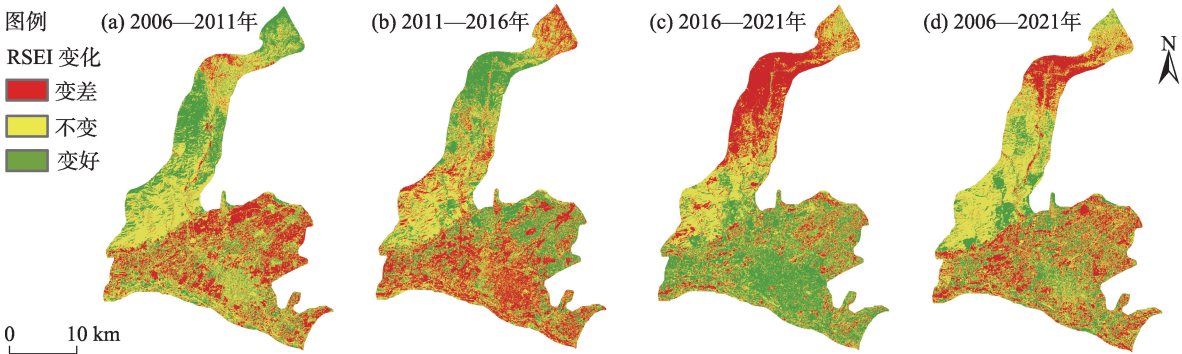 图例
(a) 2006—2011年
(b) 2011—2016年
(c) 2016—2021年
(d) 2006—2021年
RSEI 变化
变差
不变
变好
N
0 10 km